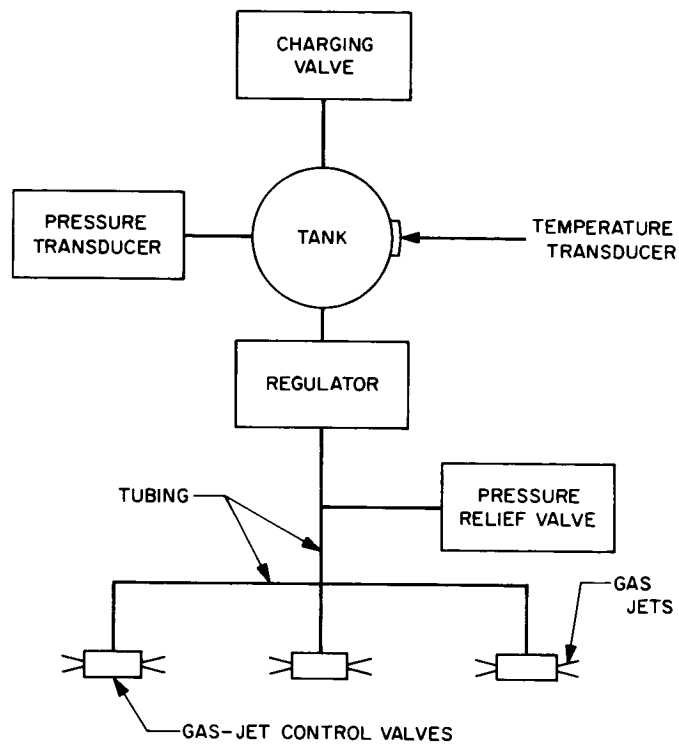 CHARGING
VALVE
PRESSURE
TRANSDUCER
TANK
TEMPERATURE
TRANSDUCER
REGULATOR
TUBING
PRESSURE
RELIEF VALVE
GAS
JETS
GAS-JET CONTROL VALVES